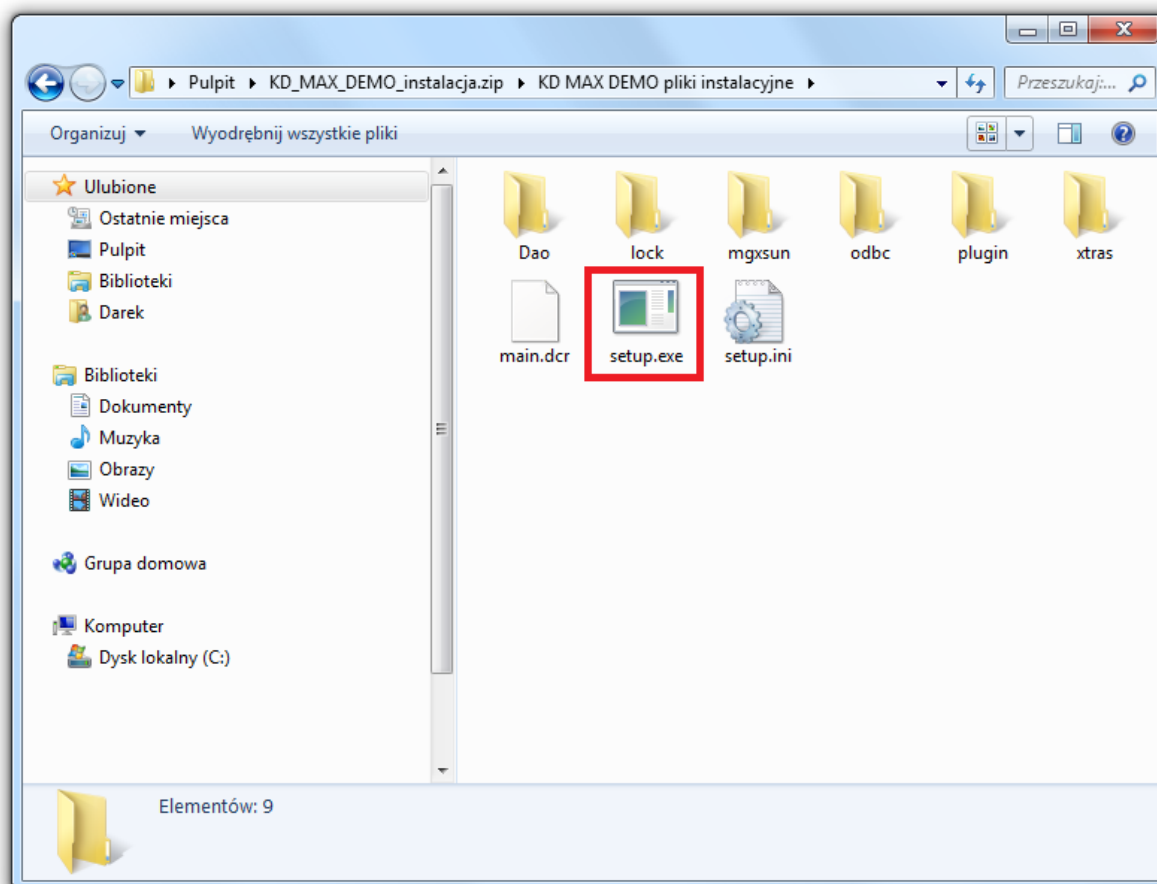 Pulpit KD_MAX_DEMO_instalacja.zip KD MAX DEMO pliki instalacyjne Przeszukaj:...
Organizuj Wyodrębnij wszystkie pliki
Ulubione
Ostatnie miejsca
Pulpit
Biblioteki
Darek
Biblioteki
Dokumenty
Muzyka
Obrazy
Wideo
Grupa domowa
Komputer
Dysk lokalny (C:)
Dao lock mgxsun odbc plugin xtras
main.dcr setup.exe setup.ini
Elementów: 9